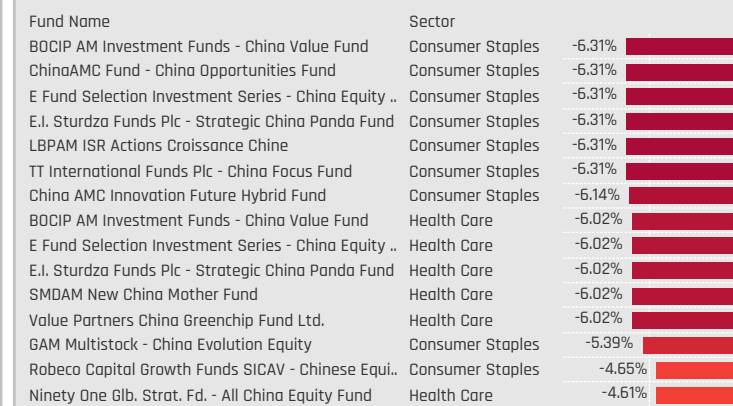 Fund Name Sector
BOCIP AM Investment Funds - China Value Fund Consumer Staples -6.31%
ChinaAMC Fund - China Opportunities Fund Consumer Staples -6.31%
E Fund Selection Investment Series - China Equity .. Consumer Staples -6.31%
E.I. Sturdza Funds Plc - Strategic China Panda Fund Consumer Staples -6.31%
LBPAM ISR Actions Croissance Chine Consumer Staples -6.31%
TT International Funds Plc - China Focus Fund Consumer Staples -6.31%
China AMC Innovation Future Hybrid Fund Consumer Staples -6.14%
BOCIP AM Investment Funds - China Value Fund Health Care -6.02%
E Fund Selection Investment Series - China Equity .. Health Care -6.02%
E.I. Sturdza Funds Plc - Strategic China Panda Fund Health Care -6.02%
SMDAM New China Mother Fund Health Care -6.02%
Value Partners China Greenchip Fund Ltd. Health Care -6.02%
GAM Multistock - China Evolution Equity Consumer Staples -5.39%
Robeco Capital Growth Funds SICAV - Chinese Equi.. Consumer Staples -4.65%
Ninety One Glb. Strat. Fd. - All China Equity Fund Health Care -4.61%